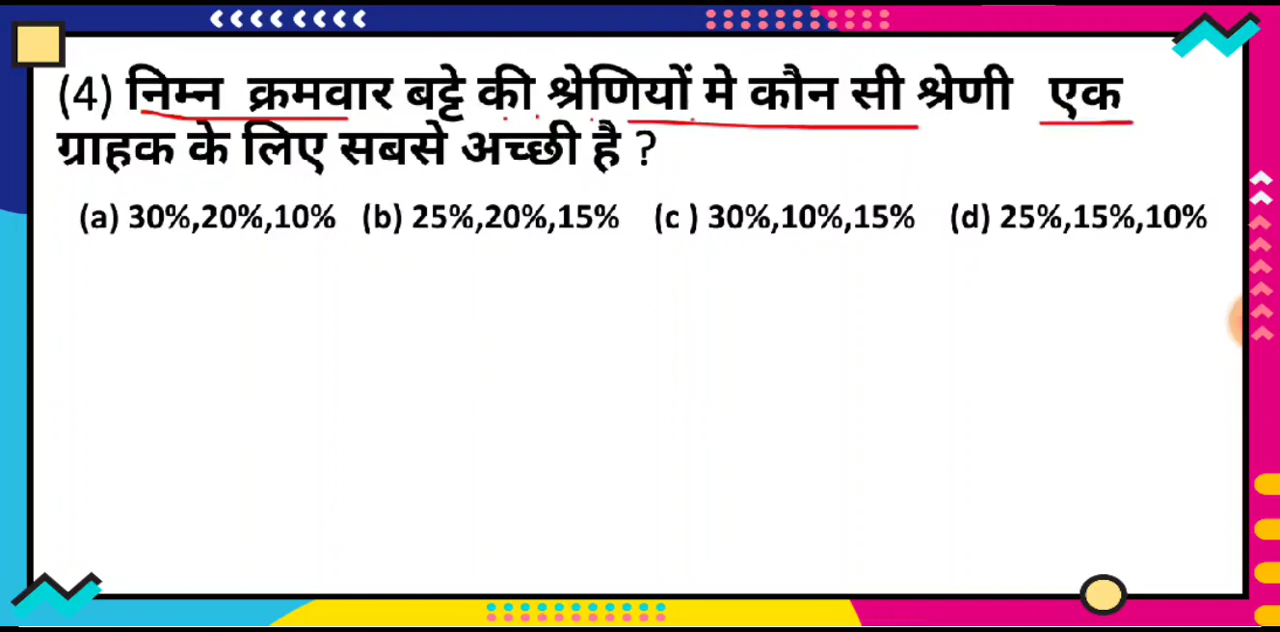 (4) निम्न क्रमवार बट्टे की श्रेणियों मे कौन सी श्रेणी एक
ग्राहक के लिए सबसे अच्छी है ?
(a) 30%,20%,10% (b) 25%,20%,15% (c ) 30%,10%,15% (d) 25%,15%,10%